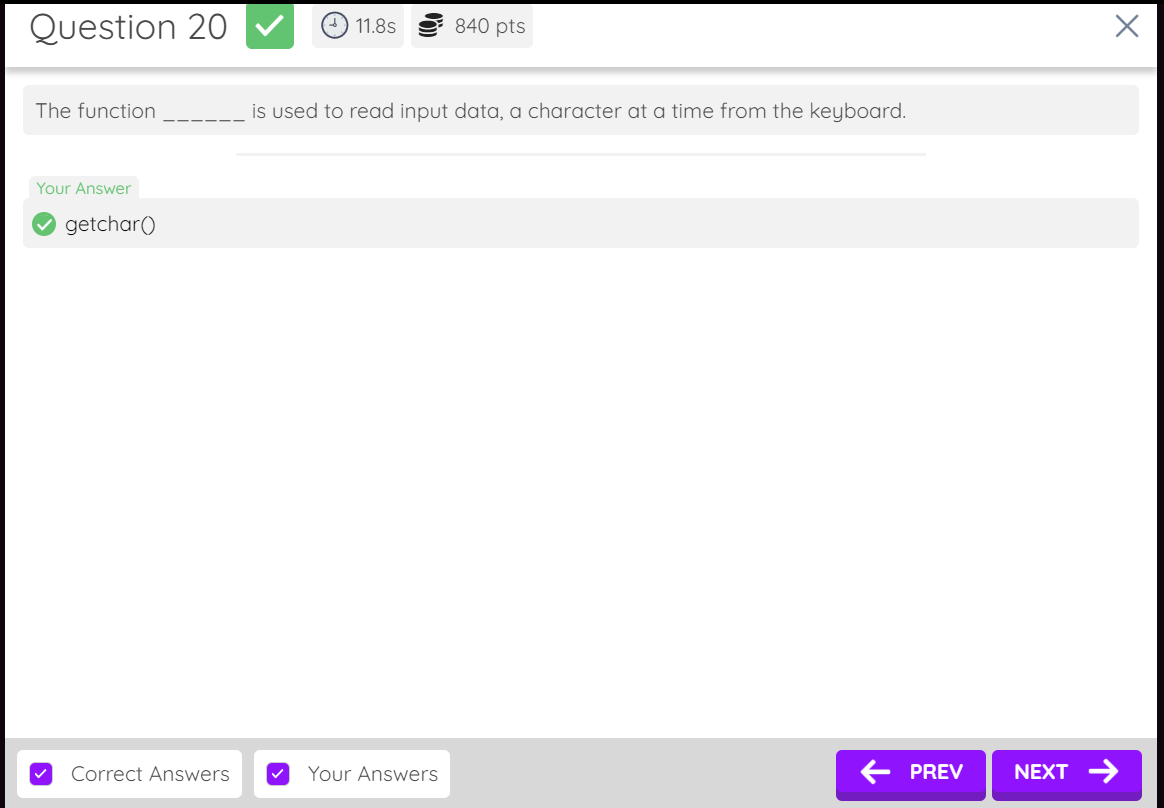 Question 20 11.8s 840 pts
The function ______ is used to read input data, a character at a time from the keyboard.
Your Answer
getchar()
Correct Answers Your Answers PREV NEXT